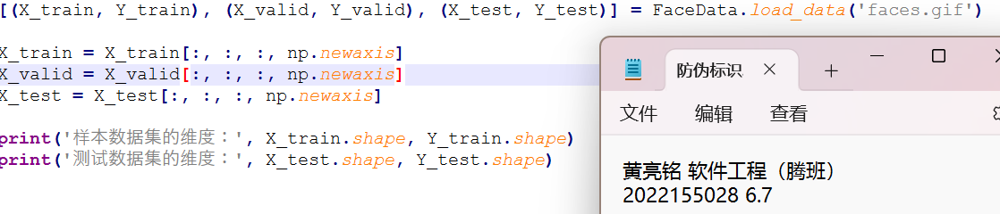 [(X_train, Y_train), (X_valid, Y_valid), (X_test, Y_test)] = FaceData.load_data('faces.gif')
X_train = X_train[:, :, :, np.newaxis]
X_valid = X_valid[:, :, :, np.newaxis]
X_test = X_test[:, :, :, np.newaxis]
print('样本数据集的维度：', X_train.shape, Y_train.shape)
print('测试数据集的维度：', X_test.shape, Y_test.shape)
防伪标识
文件 编辑 查看
黄亮铭 软件工程（腾班）
2022155028 6.7